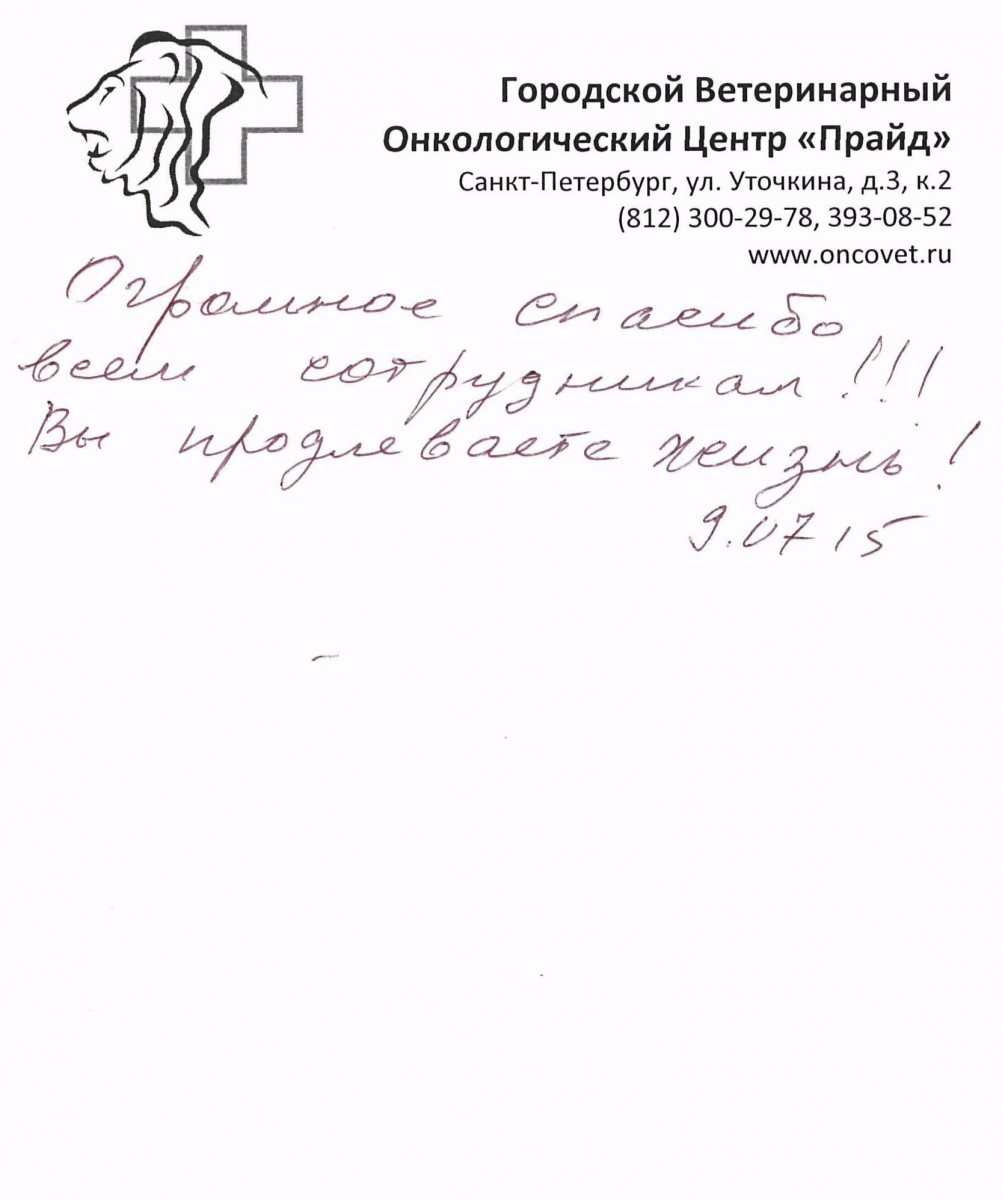 Городской Ветеринарный
Онкологический Центр «Прайд»
Санкт-Петербург, ул. Уточкина, д.3, к.2
(812) 300-29-78, 393-08-52
www.oncovet.ru
Огромное спасибо
всем сотрудникам!!!
Вы продлеваете жизнь!
9.07 15